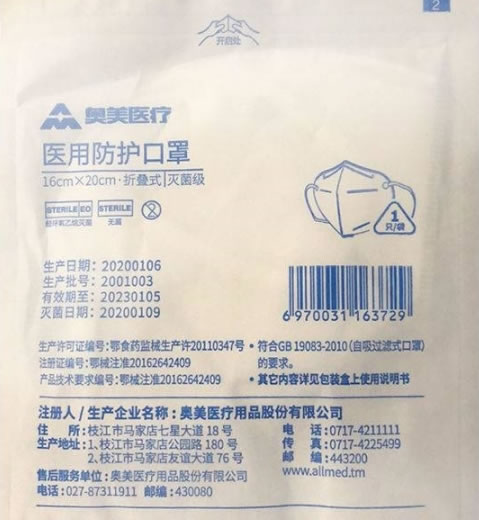 2
开启处
奥美医疗
医用防护口罩
16cm×20cm·折叠式|灭菌级
STERILE EO STERILE 2
经环氧乙烷灭菌 无菌
1
只/袋
生产日期: 20200106
生产批号: 2001003
有效期至: 20230105
灭菌日期: 20200109
6 970031 163729
生产许可证编号: 鄂食药监械生产许20110347号
注册证编号: 鄂械注准20162642409
产品技术要求编号: 鄂械注准20162642409
• 符合GB 19083-2010 (自吸过滤式口罩)
的要求。
• 其它内容详见包装盒上使用说明书
注册人 / 生产企业名称: 奥美医疗用品股份有限公司
住 所: 枝江市马家店七星大道 18 号
生产地址: 1、枝江市马家店公园路 180 号
2、枝江市马家店友谊大道 76 号
电 话: 0717-4211111
传 真: 0717-4225499
邮 编: 443200
www.allmed.tm
售后服务单位: 奥美医疗用品股份有限公司
电话: 027-87311911 邮编: 430080